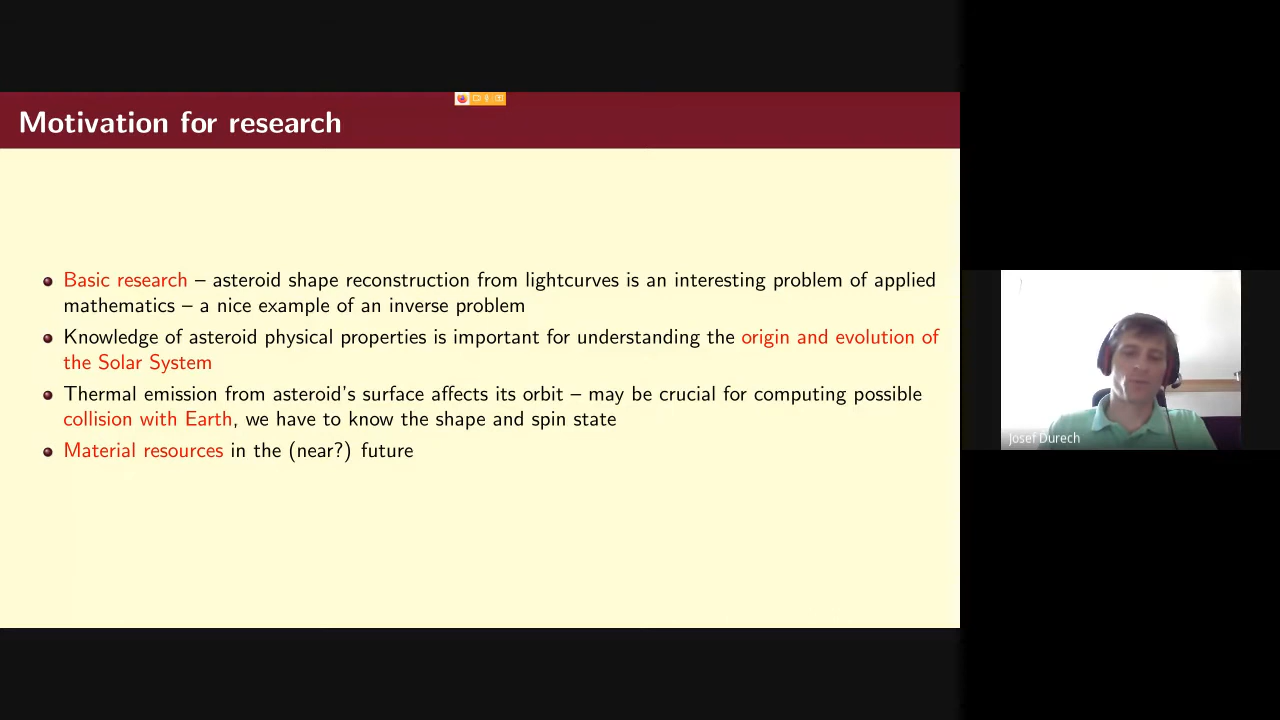 Motivation for research
Basic research – asteroid shape reconstruction from lightcurves is an interesting problem of applied
mathematics – a nice example of an inverse problem
Knowledge of asteroid physical properties is important for understanding the origin and evolution of
the Solar System
Thermal emission from asteroid's surface affects its orbit – may be crucial for computing possible
collision with Earth, we have to know the shape and spin state
Material resources in the (near?) future
Josef Durech